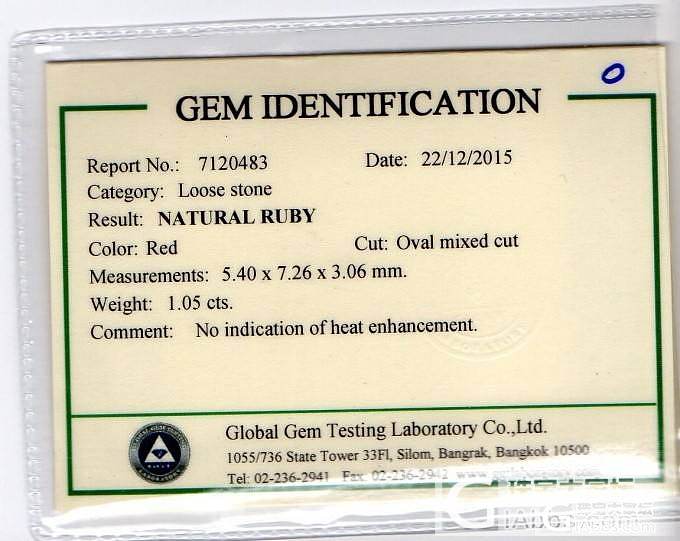 GEM IDENTIFICATION
Report No.: 7120483 Date: 22/12/2015
Category: Loose stone
Result: NATURAL RUBY
Color: Red Cut: Oval mixed cut
Measurements: 5.40 x 7.26 x 3.06 mm.
Weight: 1.05 cts.
Comment: No indication of heat enhancement.
Global Gem Testing Laboratory Co.,Ltd.
1055/736 State Tower 33Fl, Silom, Bangrak, Bangkok 10500
Tel: 02-236-2941 Fax: